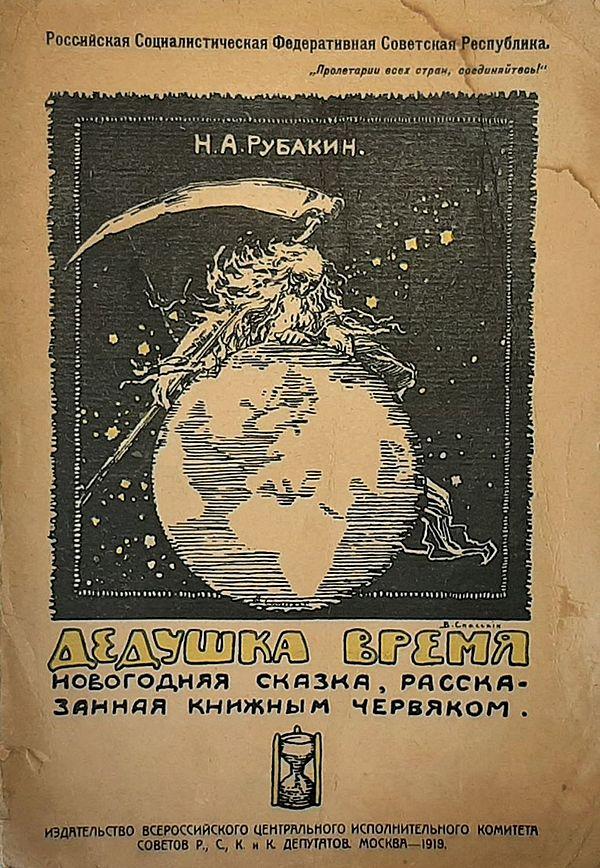 Российская Социалистическая Федеративная Советская Республика.
„Пролетарии всех стран, соединяйтесь!“
Н. А. РУБАКИН.
В. Спасскiй
ДЕДУШКА ВРЕМЯ
НОВОГОДНЯЯ СКАЗКА, РАССКА-
ЗАННАЯ КНИЖНЫМ ЧЕРВЯКОМ.
ИЗДАТЕЛЬСТВО ВСЕРОССИЙСКОГО ЦЕНТРАЛЬНОГО ИСПОЛНИТЕЛЬНОГО КОМИТЕТА
СОВЕТОВ Р., С., К. и К. ДЕПУТАТОВ. МОСКВА—1919.